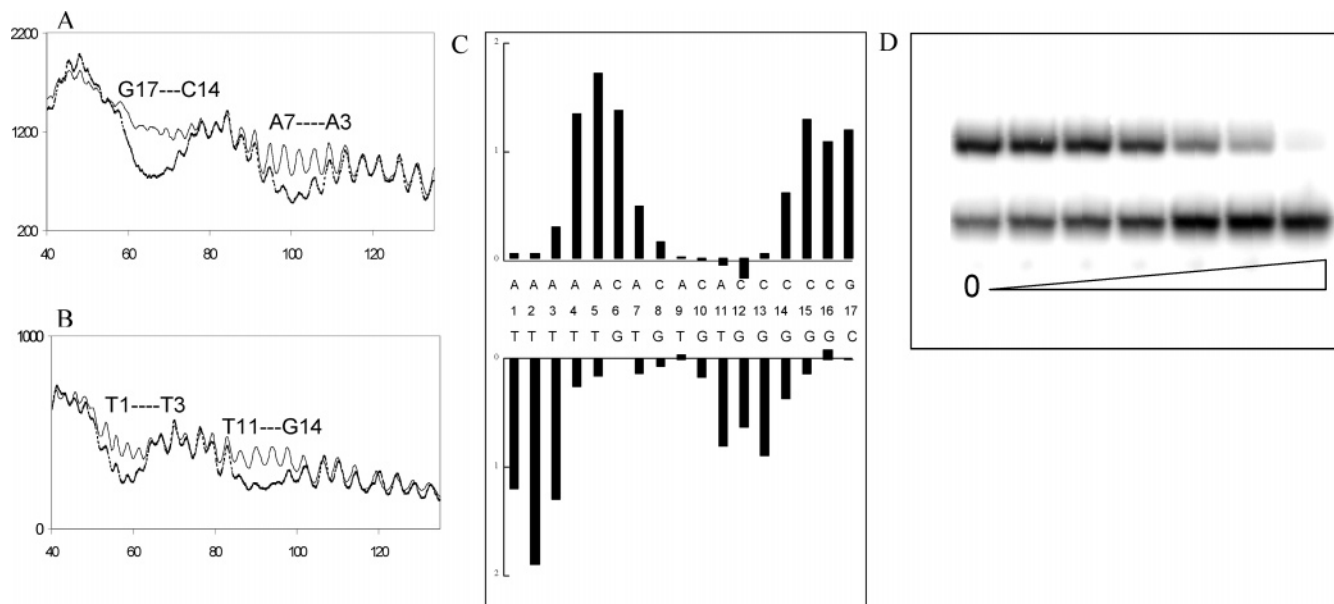 A
2200
1200
200
G17---C14
A7----A3
40 60 80 100 120
B
1000
500
0
T1----T3
T11---G14
40 60 80 100 120
C
2
1
0
A A A A A C A C A C A C C C C C G
1 2 3 4 5 6 7 8 9 10 11 12 13 14 15 16 17
T T T T T G T G T G T G G G G G C
0
1
2
D
0